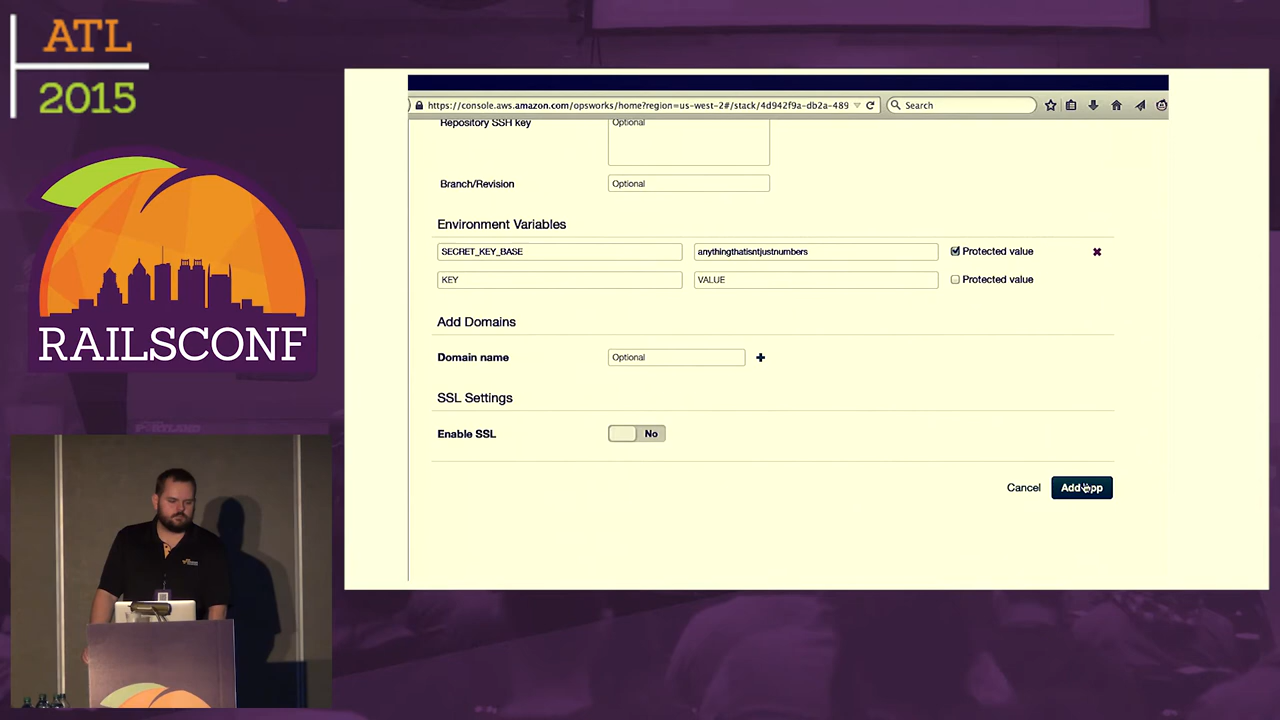 ATL
2015
RAILSCONF
https://console.aws.amazon.com/opsworks/home?region=us-west-2#/stack/4d942f9a-db2a-489
Search
Repository SSH key
Optional
Branch/Revision
Optional
Environment Variables
SECRET_KEY_BASE
anythingthatisntjustnumbers
Protected value
KEY
VALUE
Protected value
Add Domains
Domain name
Optional
SSL Settings
Enable SSL
No
Cancel
Add App